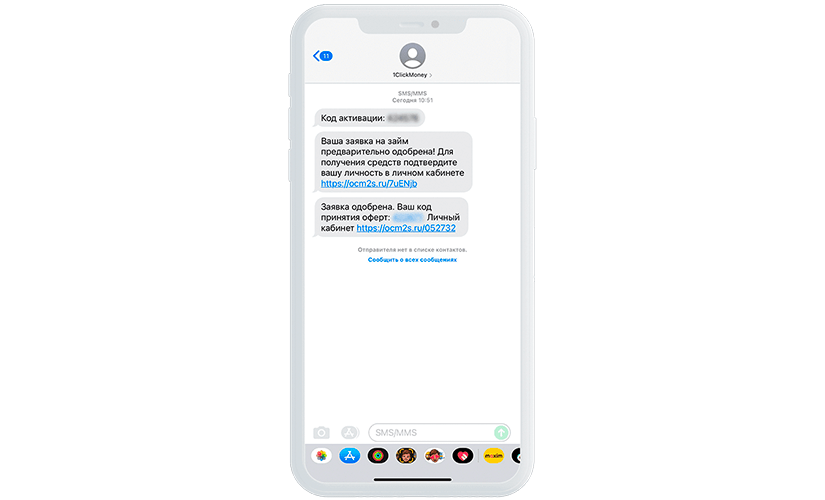 11
1ClickMoney
SMS/MMS
Сегодня 10:51
Код активации:
Ваша заявка на займ
предварительно одобрена! Для
получения средств подтвердите
вашу личность в личном кабинете
https://ocm2s.ru/7uENjb
Заявка одобрена. Ваш код
принятия оферт: Личный
кабинет https://ocm2s.ru/052732
Отправителя нет в списке контактов.
Сообщить о всех сообщениях
SMS/MMS
maxim